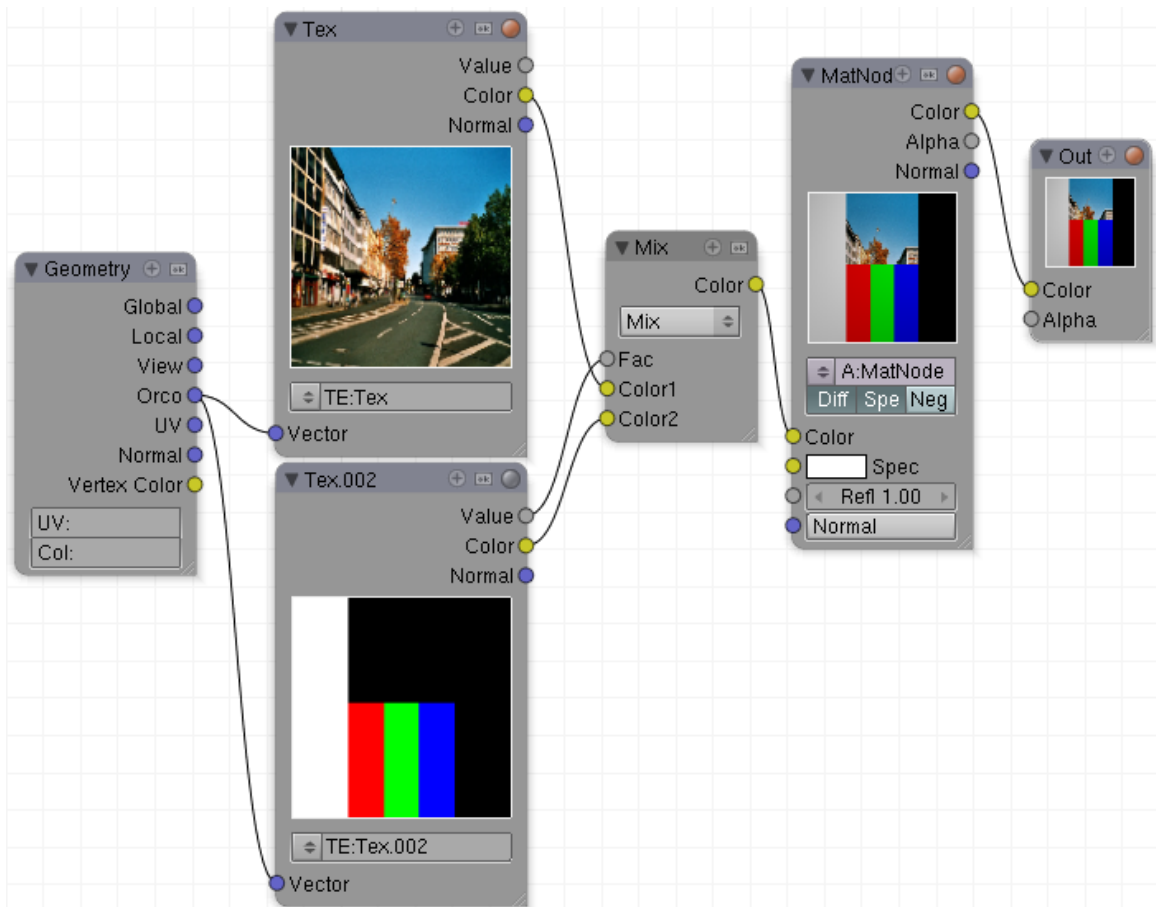 Geometry
Global
Local
View
Orco
UV
Normal
Vertex Color
UV:
Col:
Tex
Value
Color
Normal
TE:Tex
Vector
Tex.002
Value
Color
Normal
TE:Tex.002
Vector
Mix
Color
Mix
Fac
Color1
Color2
MatNod
Color
Alpha
Normal
A:MatNode
Diff Spe Neg
Color
Spec
Refl 1.00
Normal
Out
Color
Alpha